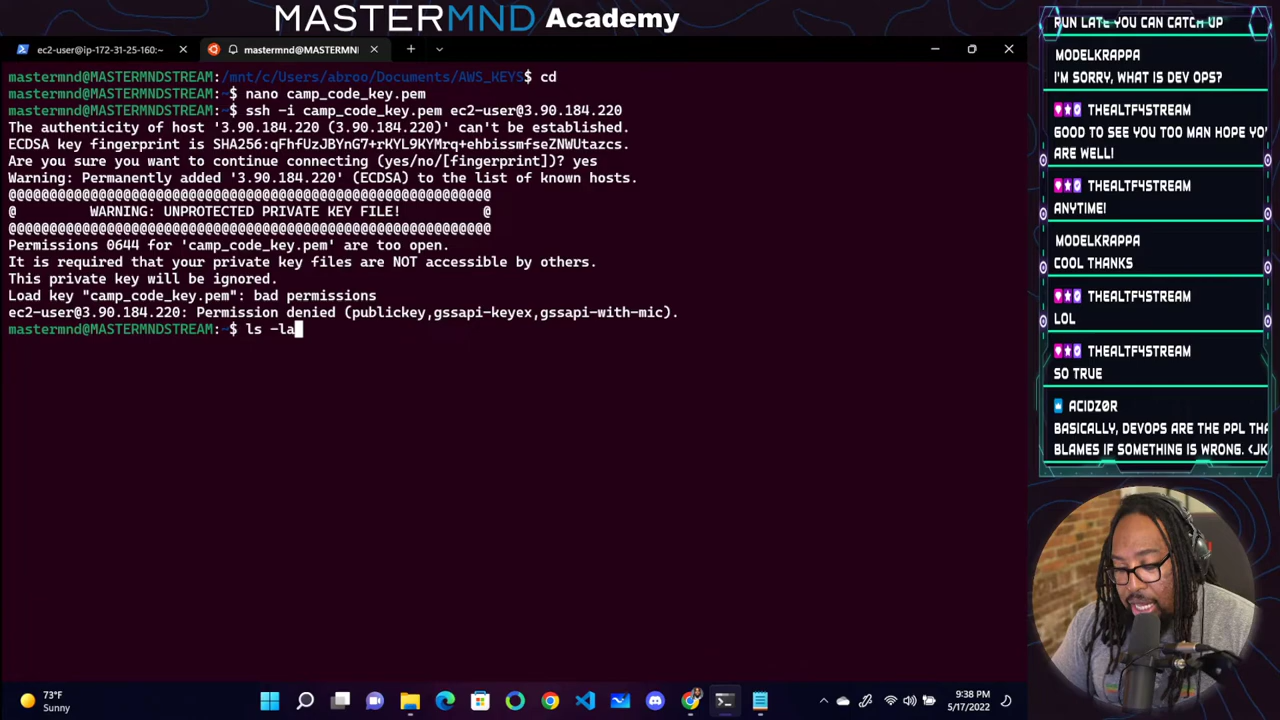 MASTERMND Academy
ec2-user@ip-172-31-25-160:~
mastermnd@MASTERMNDSTREAM:
mastermnd@MASTERMNDSTREAM:/mnt/c/Users/abroo/Documents/AWS_KEYS$ cd
mastermnd@MASTERMNDSTREAM:~$ nano camp_code_key.pem
mastermnd@MASTERMNDSTREAM:~$ ssh -i camp_code_key.pem ec2-user@3.90.184.220
The authenticity of host '3.90.184.220 (3.90.184.220)' can't be established.
ECDSA key fingerprint is SHA256:qFhfUzJBYnG7+rKYL9KYMrq+ehbissmfseZNWUtazcs.
Are you sure you want to continue connecting (yes/no/[fingerprint])? yes
Warning: Permanently added '3.90.184.220' (ECDSA) to the list of known hosts.
@@@@@@@@@@@@@@@@@@@@@@@@@@@@@@@@@@@@@@@@@@@@@@@@@@@@@@@@@@@
@         WARNING: UNPROTECTED PRIVATE KEY FILE!          @
@@@@@@@@@@@@@@@@@@@@@@@@@@@@@@@@@@@@@@@@@@@@@@@@@@@@@@@@@@@
Permissions 0644 for 'camp_code_key.pem' are too open.
It is required that your private key files are NOT accessible by others.
This private key will be ignored.
Load key "camp_code_key.pem": bad permissions
ec2-user@3.90.184.220: Permission denied (publickey,gssapi-keyex,gssapi-with-mic).
mastermnd@MASTERMNDSTREAM:~$ ls -la
RUN LATE YOU CAN CATCH UP
MODELKRAPPA
I'M SORRY, WHAT IS DEV OPS?
THEALTF4STREAM
GOOD TO SEE YOU TOO MAN HOPE YO
ARE WELL!
THEALTF4STREAM
ANYTIME!
MODELKRAPPA
COOL THANKS
THEALTF4STREAM
LOL
THEALTF4STREAM
SO TRUE
ACIDZ0R
BASICALLY, DEVOPS ARE THE PPL THA
BLAMES IF SOMETHING IS WRONG. <JK
73°F
Sunny
9:38 PM
5/17/2022